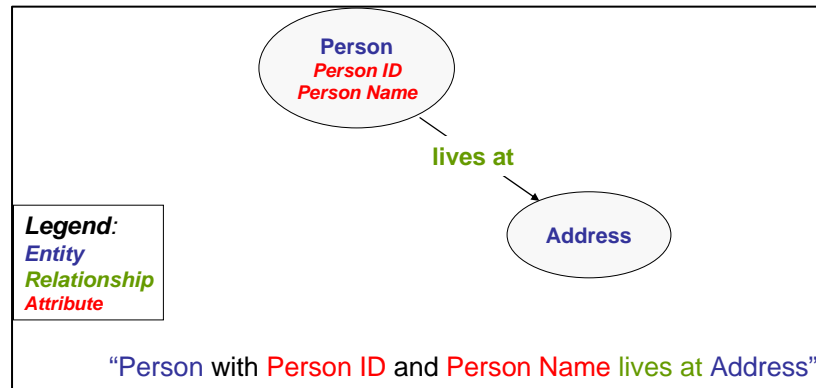 Person
Person ID
Person Name
lives at
Address
Legend:
Entity
Relationship
Attribute
“Person with Person ID and Person Name lives at Address”